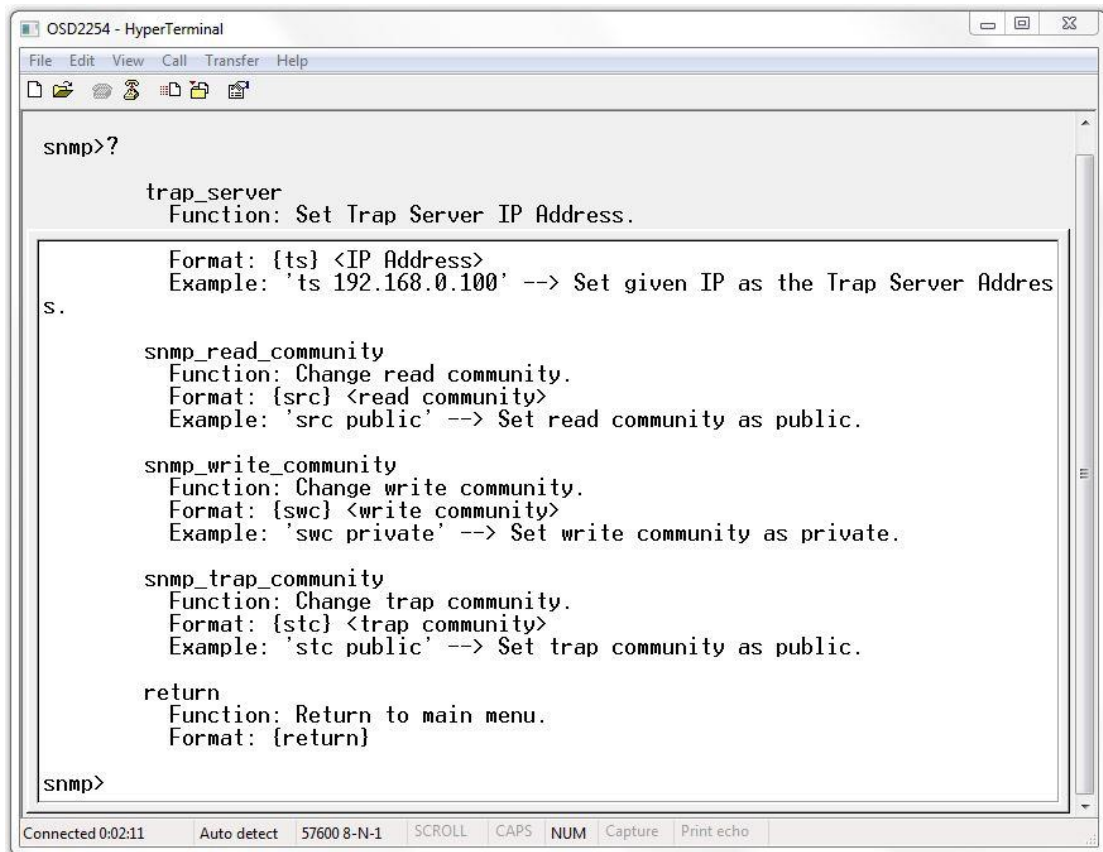 OSD2254 - HyperTerminal
File Edit View Call Transfer Help
snmp>?
trap_server
Function: Set Trap Server IP Address.
Format: {ts} <IP Address>
Example: 'ts 192.168.0.100' --> Set given IP as the Trap Server Addres
s.
snmp_read_community
Function: Change read community.
Format: {src} <read community>
Example: 'src public' --> Set read community as public.
snmp_write_community
Function: Change write community.
Format: {swc} <write community>
Example: 'swc private' --> Set write community as private.
snmp_trap_community
Function: Change trap community.
Format: {stc} <trap community>
Example: 'stc public' --> Set trap community as public.
return
Function: Return to main menu.
Format: {return}
snmp>
Connected 0:02:11 Auto detect 57600 8-N-1 SCROLL CAPS NUM Capture Print echo